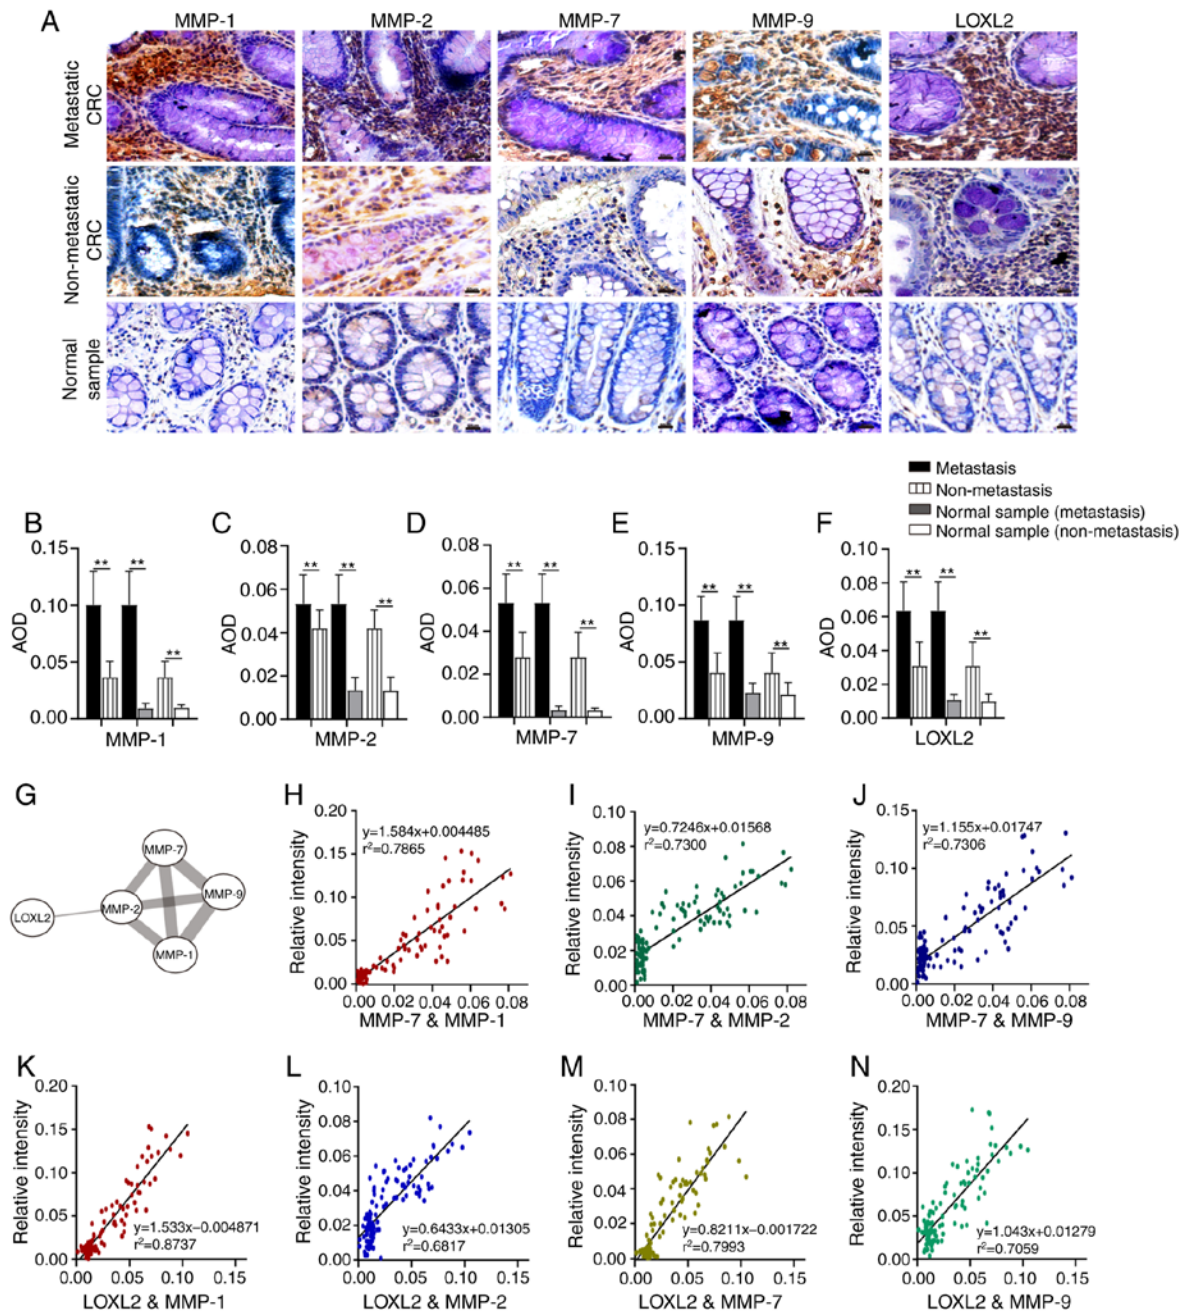 A
MMP-1 MMP-2 MMP-7 MMP-9 LOXL2
Metastatic
CRC
Non-metastatic
CRC
Normal
sample
Metastasis
Non-metastasis
Normal sample (metastasis)
Normal sample (non-metastasis)
B
0.15
0.10
0.05
0.00
AOD
** ** **
MMP-1
C
0.08
0.06
0.04
0.02
0.00
AOD
** ** **
MMP-2
D
0.08
0.06
0.04
0.02
0.00
AOD
** ** **
MMP-7
E
0.15
0.10
0.05
0.00
AOD
** ** **
MMP-9
F
0.10
0.08
0.06
0.04
0.02
0.00
AOD
** ** **
LOXL2
G
MMP-7
MMP-9
MMP-2
LOXL2
MMP-1
H
0.20
0.15
0.10
0.05
0.00
Relative intensity
y=1.584x+0.004485
r²=0.7865
0.00 0.02 0.04 0.06 0.08
MMP-7 & MMP-1
I
0.10
0.08
0.06
0.04
0.02
0.00
Relative intensity
y=0.7246x+0.01568
r²=0.7300
0.00 0.02 0.04 0.06 0.08
MMP-7 & MMP-2
J
0.15
0.10
0.05
0.00
Relative intensity
y=1.155x+0.01747
r²=0.7306
0.00 0.02 0.04 0.06 0.08
MMP-7 & MMP-9
K
0.20
0.15
0.10
0.05
0.00
Relative intensity
y=1.533x−0.004871
r²=0.8737
0.00 0.05 0.10 0.15
LOXL2 & MMP-1
L
0.10
0.08
0.06
0.04
0.02
0.00
Relative intensity
y=0.6433x+0.01305
r²=0.6817
0.00 0.05 0.10 0.15
LOXL2 & MMP-2
M
0.10
0.08
0.06
0.04
0.02
0.00
Relative intensity
y=0.8211x−0.001722
r²=0.7993
0.00 0.05 0.10 0.15
LOXL2 & MMP-7
N
0.20
0.15
0.10
0.05
0.00
Relative intensity
y=1.043x+0.01279
r²=0.7059
0.00 0.05 0.10 0.15
LOXL2 & MMP-9